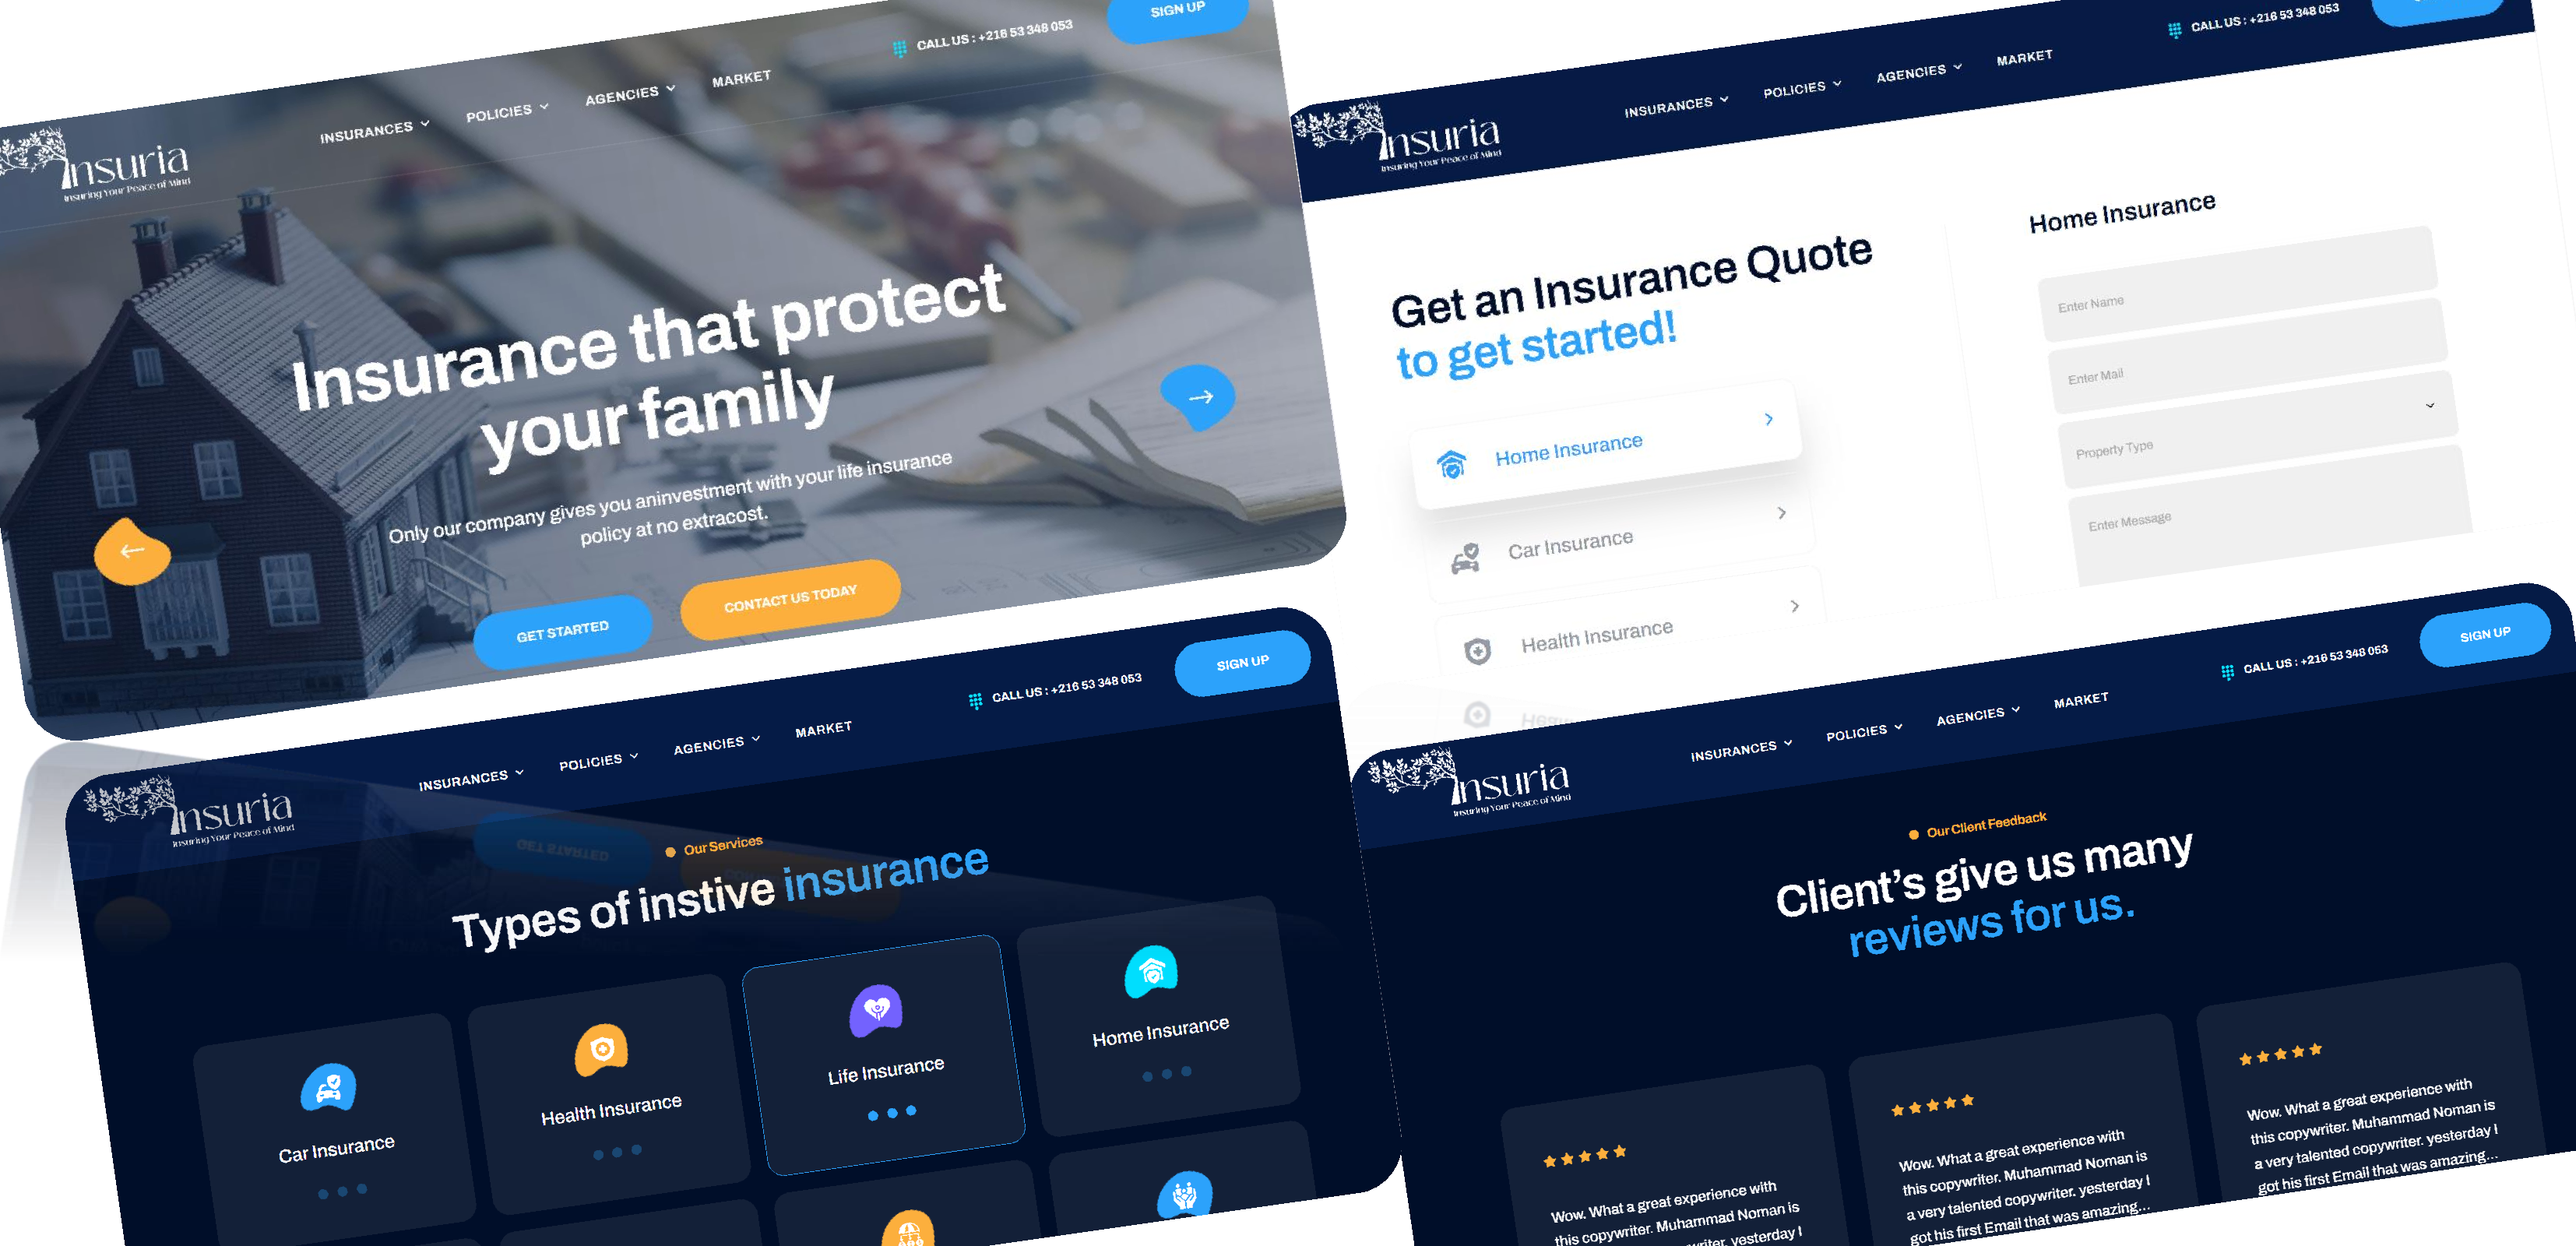 Insuria
Insuring Your Peace of Mind
INSURANCES
POLICIES
AGENCIES
MARKET
CALL US : +216 53 348 053
SIGN UP
Insurance that protect
your family
Only our company gives you aninvestment with your life insurance
policy at no extracost.
GET STARTED
CONTACT US TODAY
Insuria
Insuring Your Peace of Mind
INSURANCES
POLICIES
AGENCIES
MARKET
CALL US : +216 53 348 053
Get an Insurance Quote
to get started!
Home Insurance
Car Insurance
Health Insurance
Home Insurance
Enter Name
Enter Mail
Property Type
Enter Message
Insuria
Insuring Your Peace of Mind
INSURANCES
POLICIES
AGENCIES
MARKET
CALL US : +216 53 348 053
SIGN UP
Our Services
Types of instive insurance
Car Insurance
Health Insurance
Life Insurance
Home Insurance
Insuria
Insuring Your Peace of Mind
INSURANCES
POLICIES
AGENCIES
MARKET
CALL US : +216 53 348 053
SIGN UP
Our Client Feedback
Client’s give us many
reviews for us.
Wow. What a great experience with
this copywriter. Muhammad Noman is
yesterday I
Wow. What a great experience with
this copywriter. Muhammad Noman is
a very talented copywriter. yesterday I
got his first Email that was amazing...
Wow. What a great experience with
this copywriter. Muhammad Noman is
a very talented copywriter. yesterday I
got his first Email that was amazing...